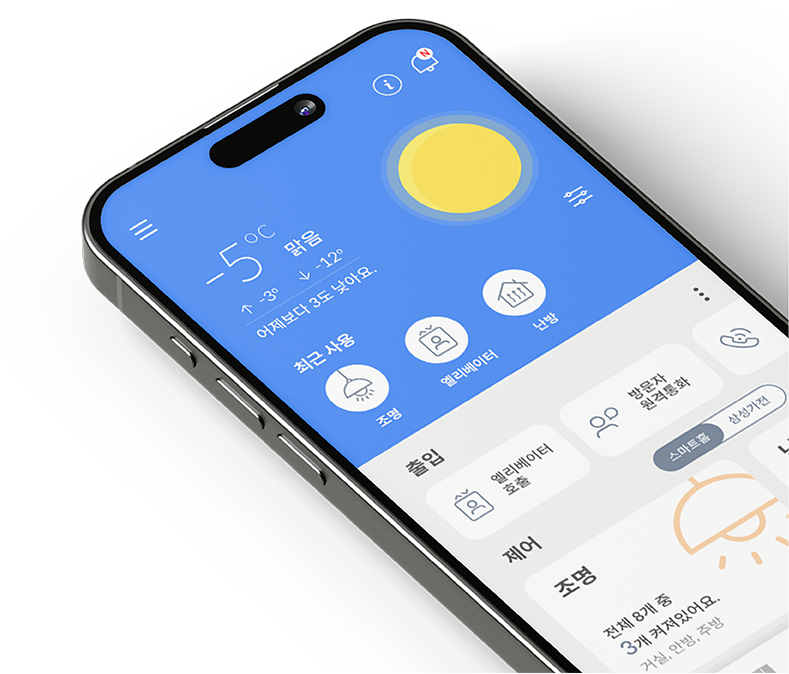 N
-5°C 맑음
↑ -3° ↓ -12°
어제보다 3도 낮아요.
최근 사용
조명
엘리베이터
난방
출입
엘리베이터
호출
방문자
원격통화
제어
스마트홈
삼성가전
조명
전체 8개 중
3개 켜져있어요.
거실, 안방, 주방